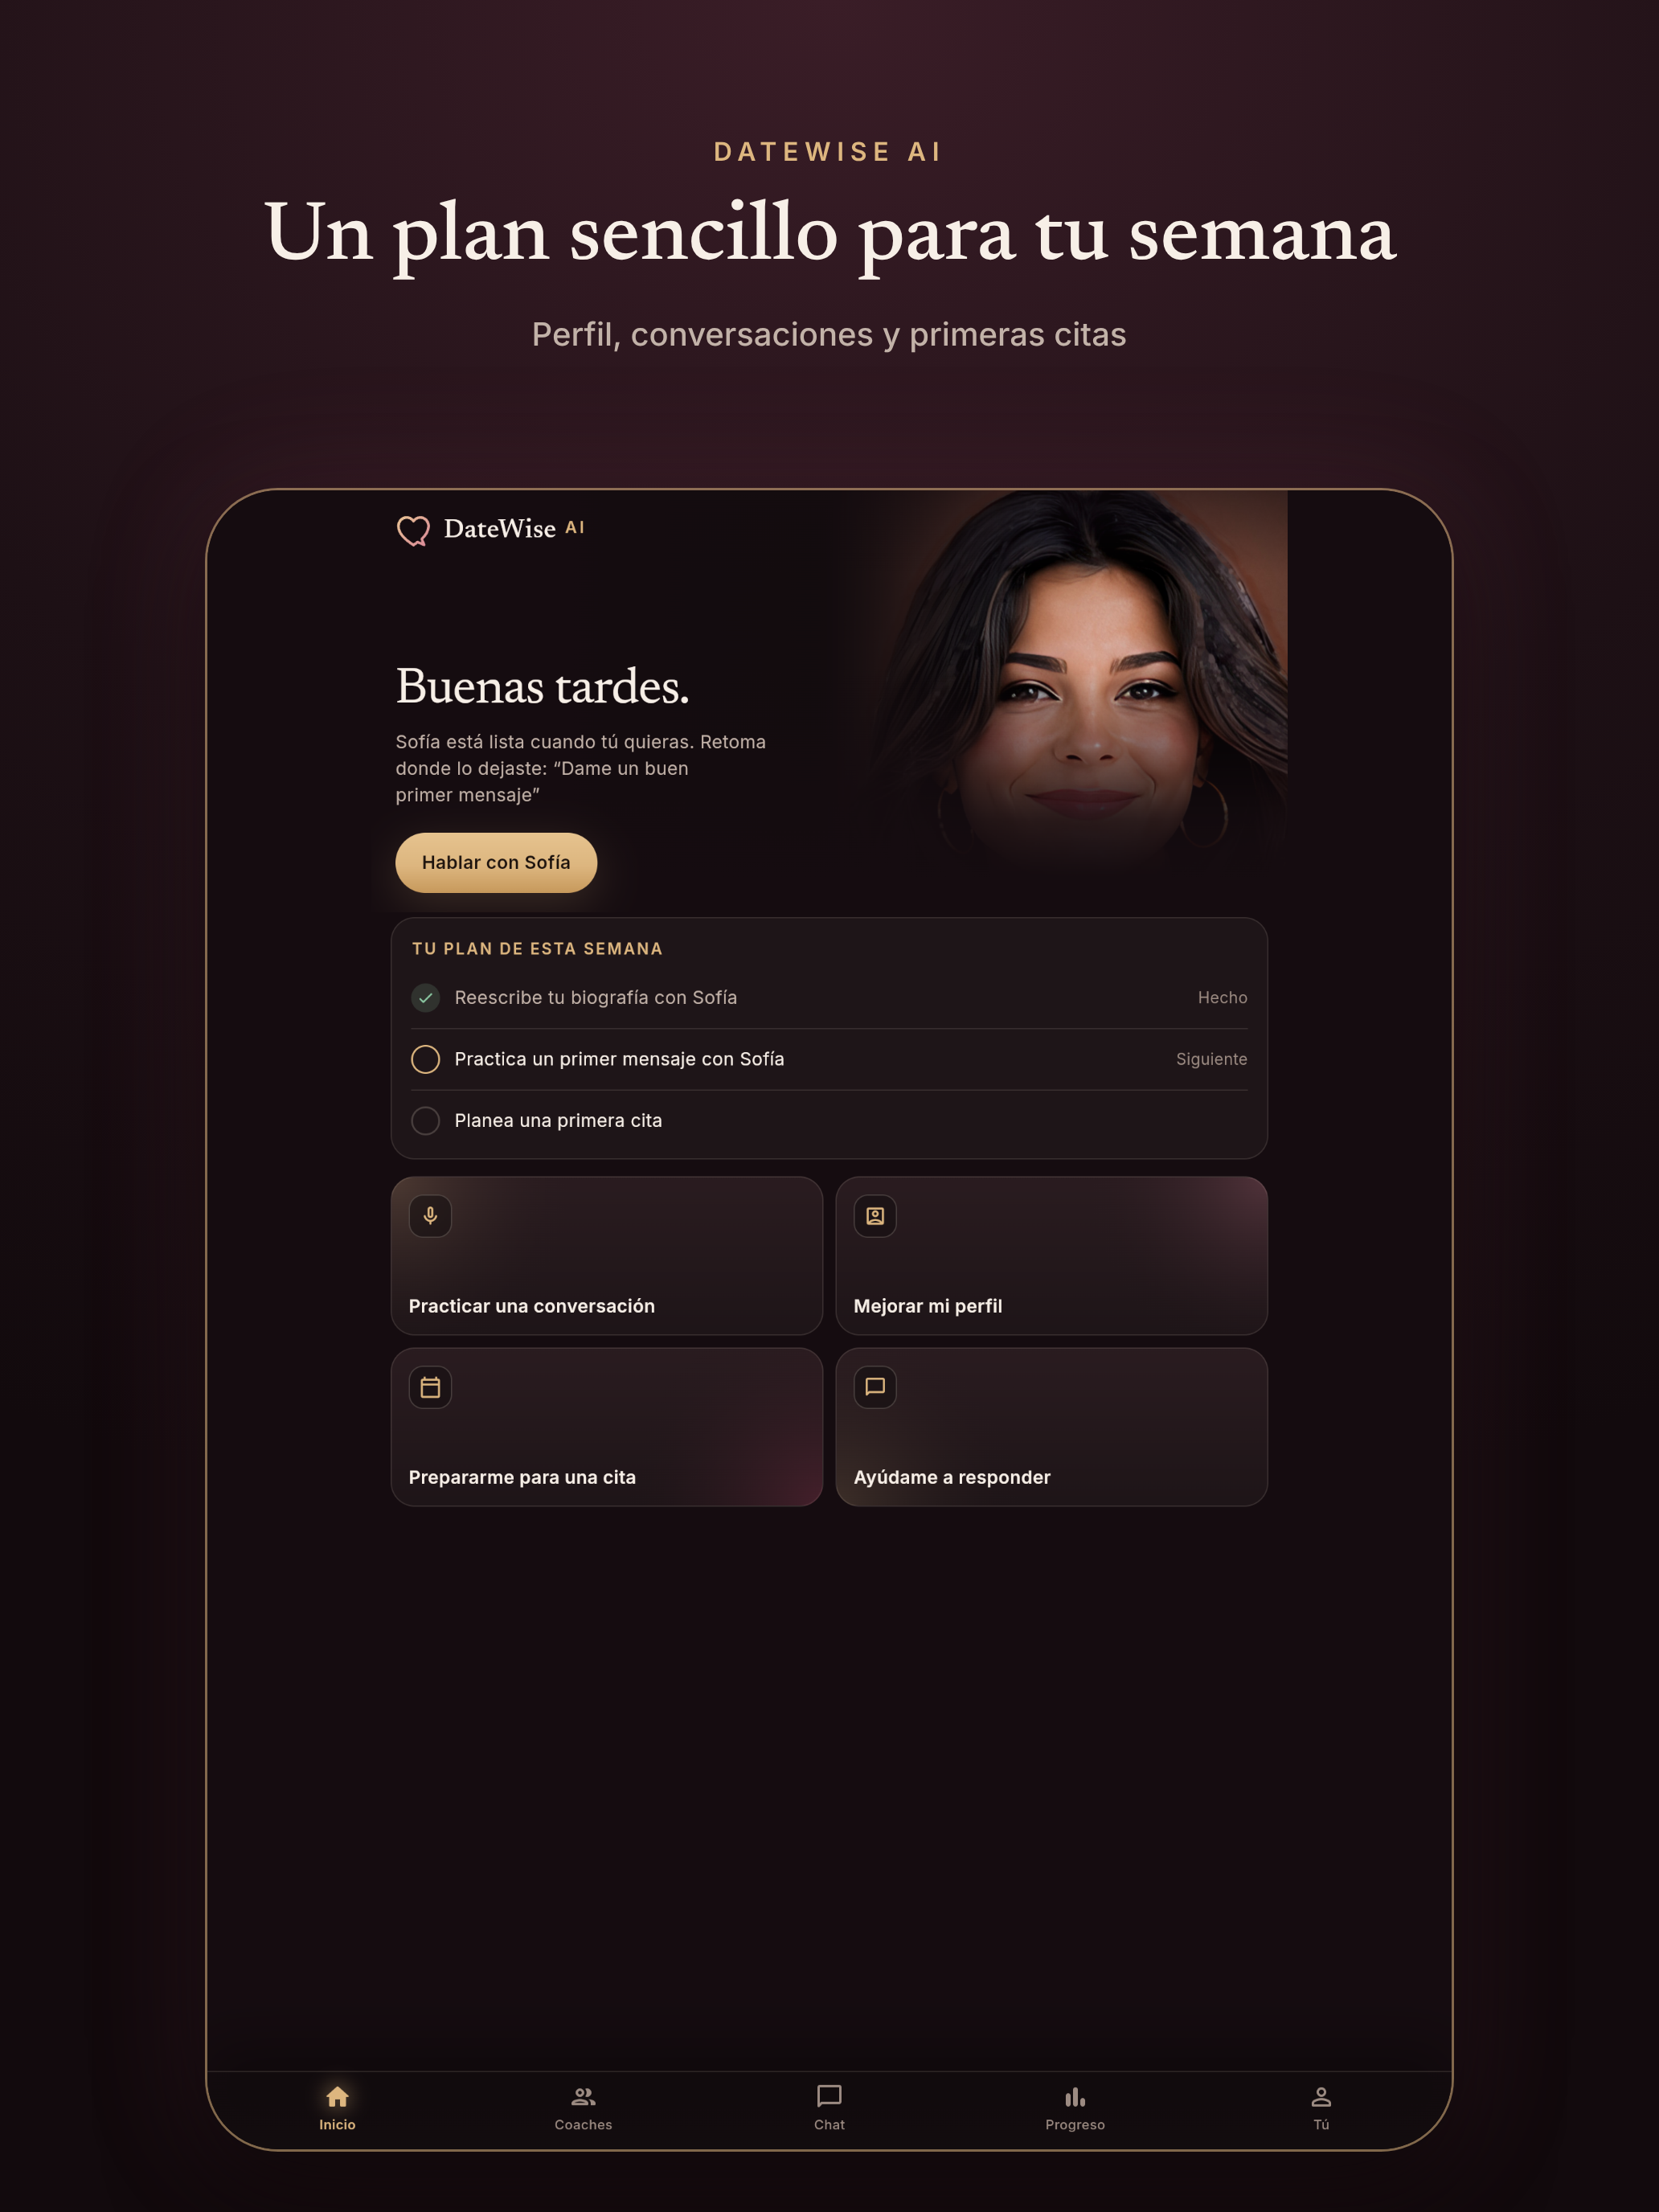 DATEWISE AI
Un plan sencillo para tu semana
Perfil, conversaciones y primeras citas
DateWise AI
Buenas tardes.
Sofía está lista cuando tú quieras. Retoma
donde lo dejaste: “Dame un buen
primer mensaje”
Hablar con Sofía
TU PLAN DE ESTA SEMANA
Reescribe tu biografía con Sofía Hecho
Practica un primer mensaje con Sofía Siguiente
Planea una primera cita
Practicar una conversación Mejorar mi perfil
Prepararme para una cita Ayúdame a responder
Inicio Coaches Chat Progreso Tú